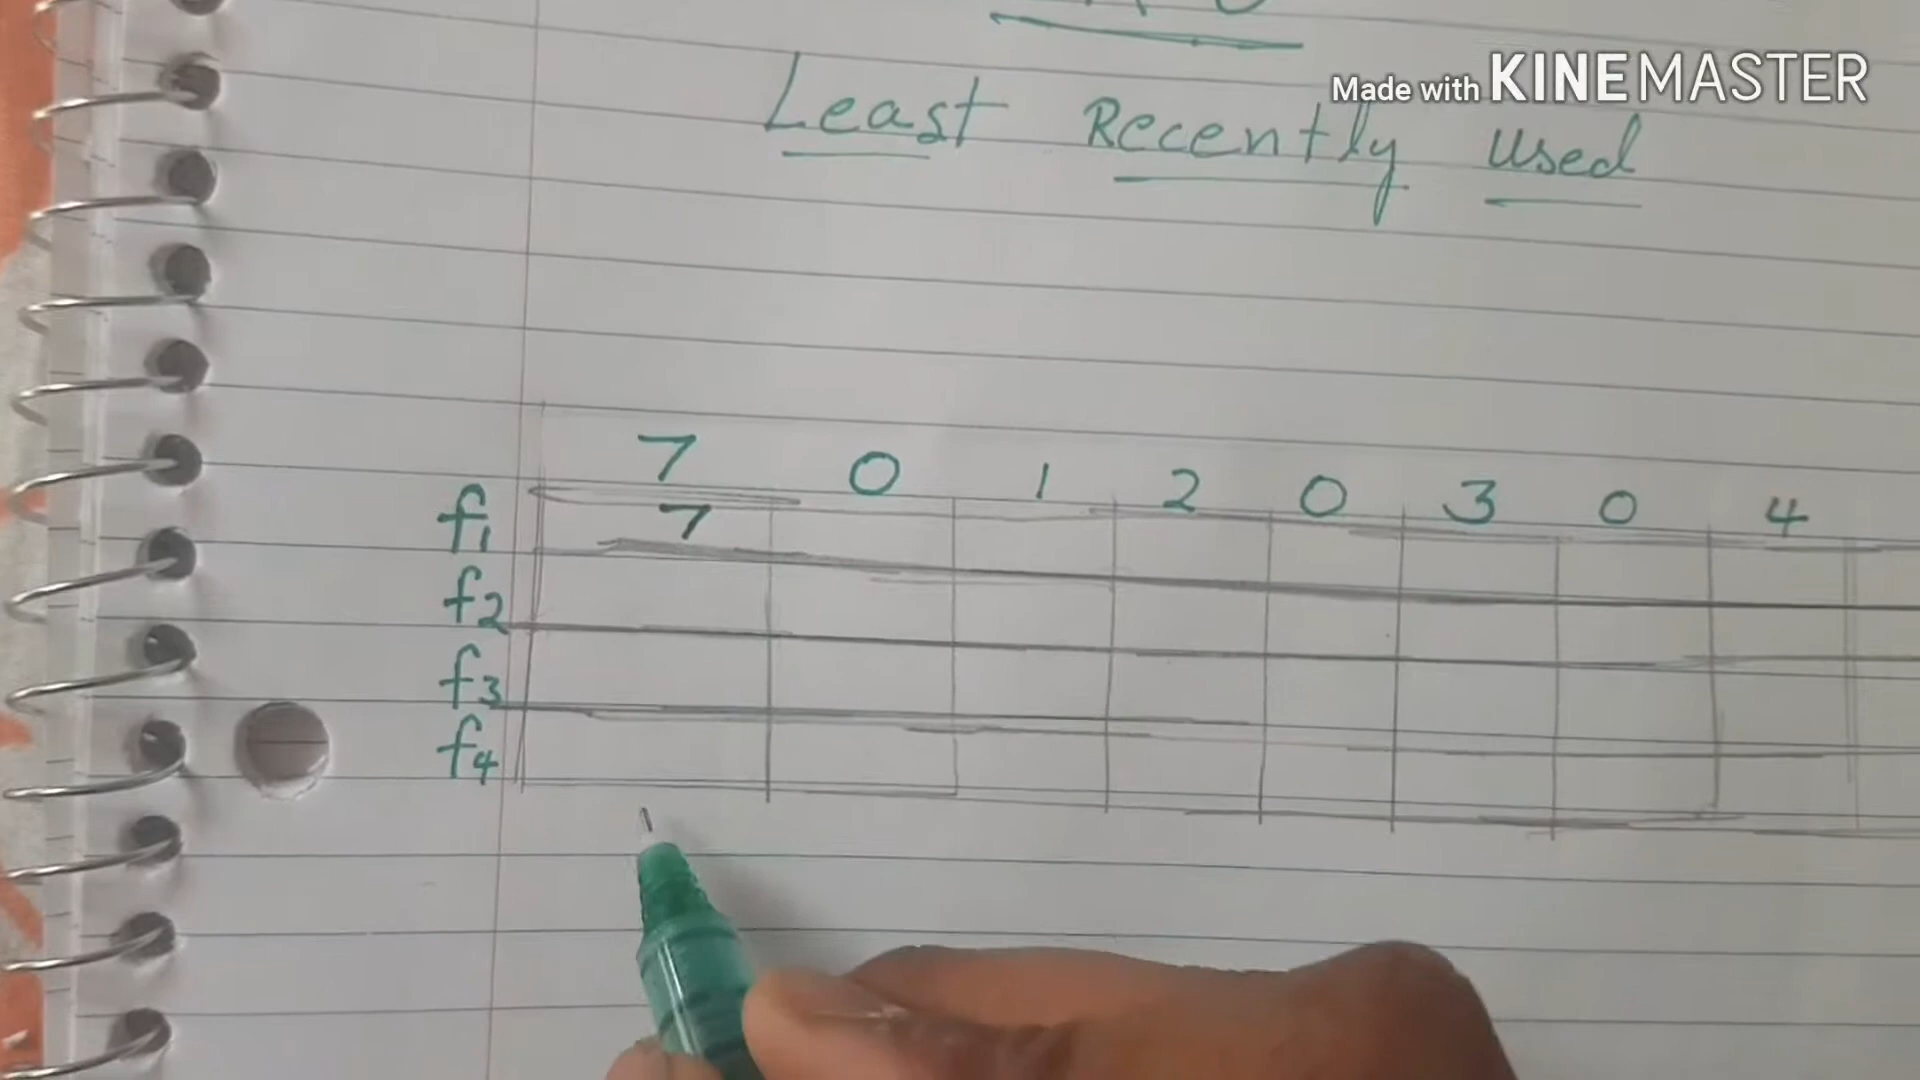 Made with KINEMASTER
Least Recently used
7 0 1 2 0 3 0 4
f1 7
f2
f3
f4